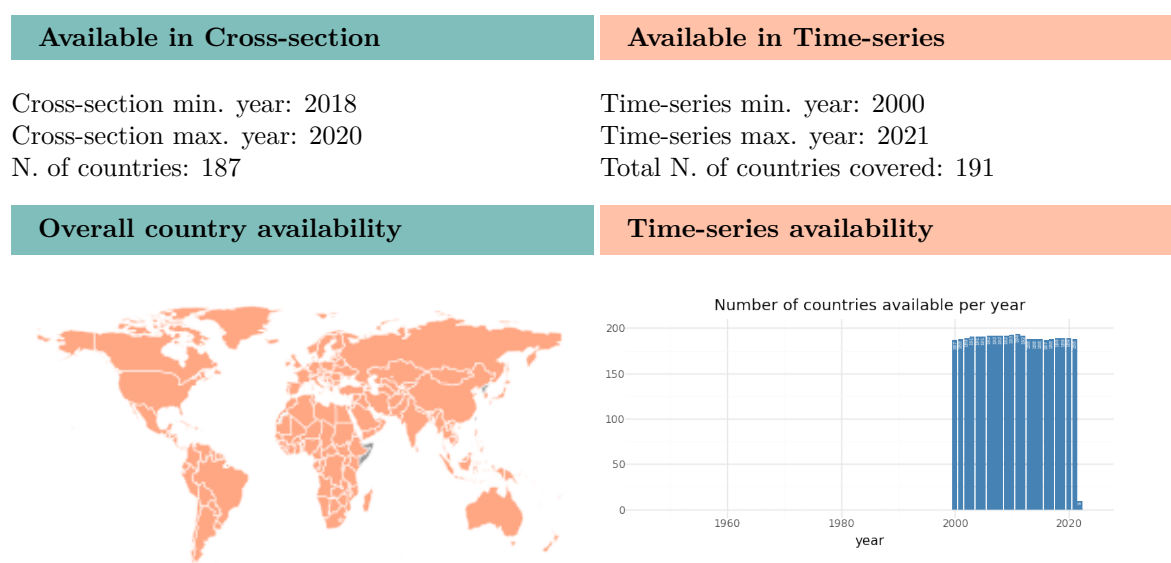 Available in Cross-section
Available in Time-series
Cross-section min. year: 2018
Cross-section max. year: 2020
N. of countries: 187
Time-series min. year: 2000
Time-series max. year: 2021
Total N. of countries covered: 191
Overall country availability
Time-series availability
Number of countries available per year
200
150
100
50
0
1960
1980
2000
2020
year